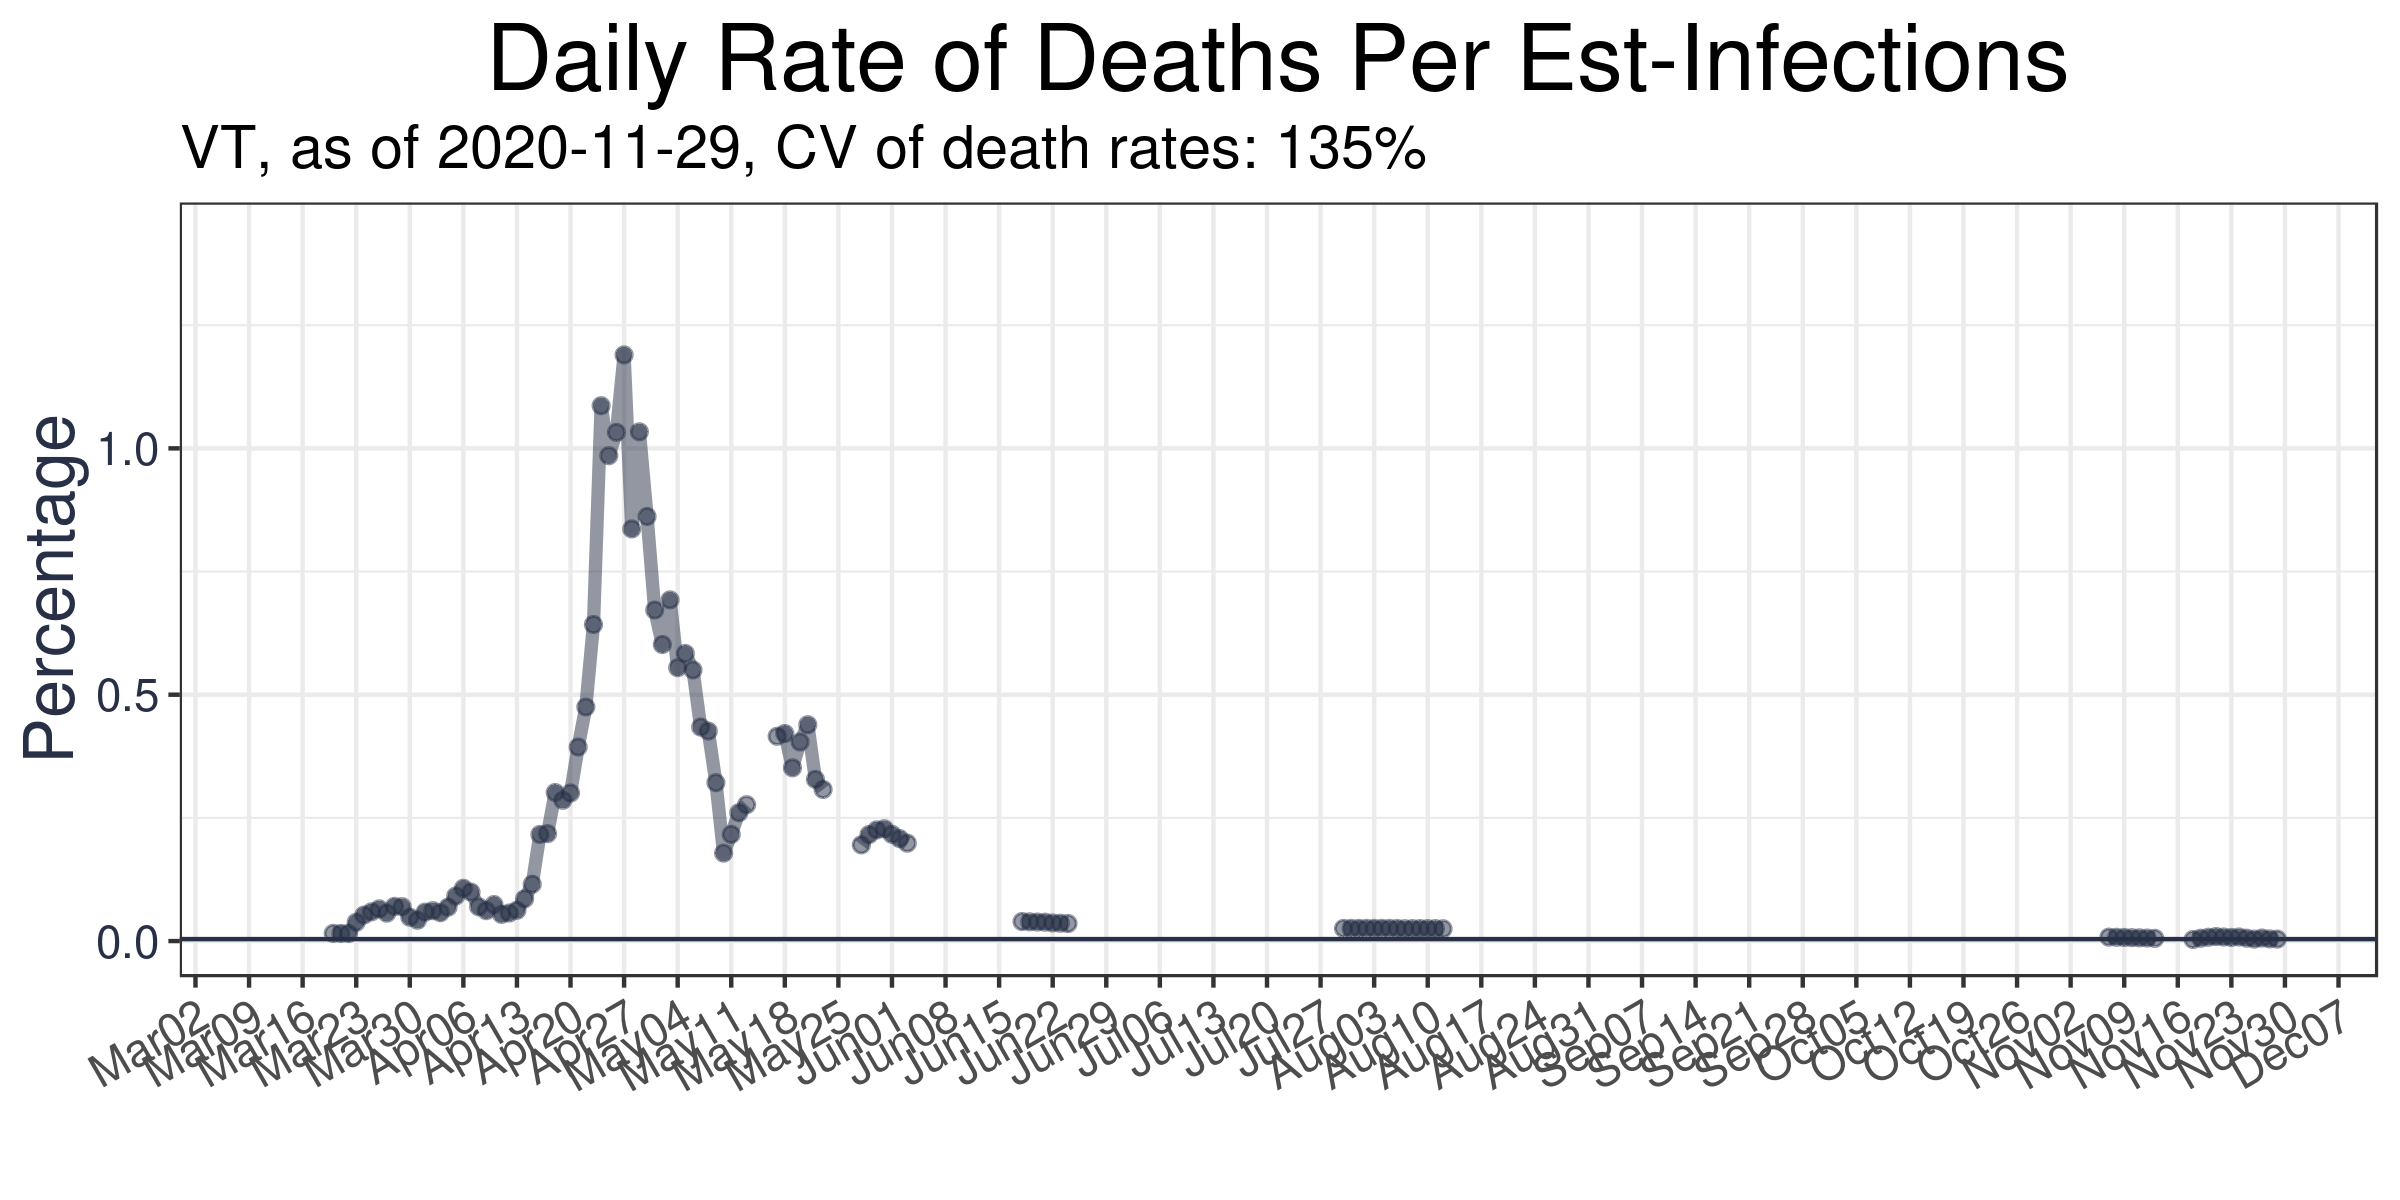 Daily Rate of Deaths Per Est-Infections
VT, as of 2020-11-29, CV of death rates: 135%
Percentage
1.0
0.5
0.0
Mar02
Mar09
Mar16
Mar23
Mar30
Apr06
Apr13
Apr20
Apr27
May04
May11
May18
May25
Jun01
Jun08
Jun15
Jun22
Jun29
Jul06
Jul13
Jul20
Jul27
Aug03
Aug10
Aug17
Aug24
Aug31
Sep07
Sep14
Sep21
Sep28
Oct05
Oct12
Oct19
Oct26
Nov02
Nov09
Nov16
Nov23
Nov30
Dec07